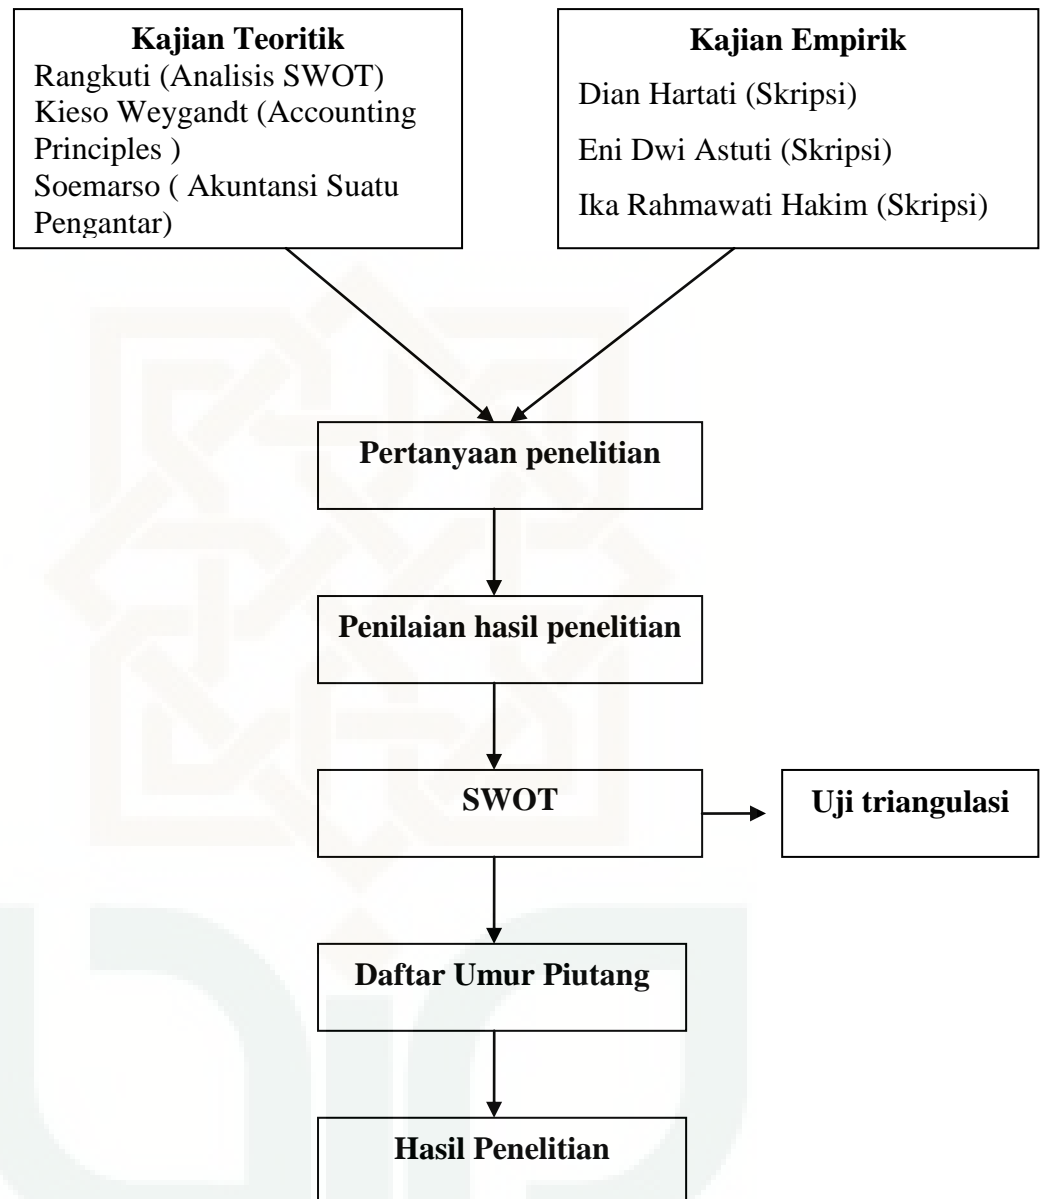 Kajian Teoritik
Rangkuti (Analisis SWOT)
Kieso Weygandt (Accounting
Principles )
Soemarso ( Akuntansi Suatu
Pengantar)
Kajian Empirik
Dian Hartati (Skripsi)
Eni Dwi Astuti (Skripsi)
Ika Rahmawati Hakim (Skripsi)
Pertanyaan penelitian
Penilaian hasil penelitian
SWOT
Uji triangulasi
Daftar Umur Piutang
Hasil Penelitian